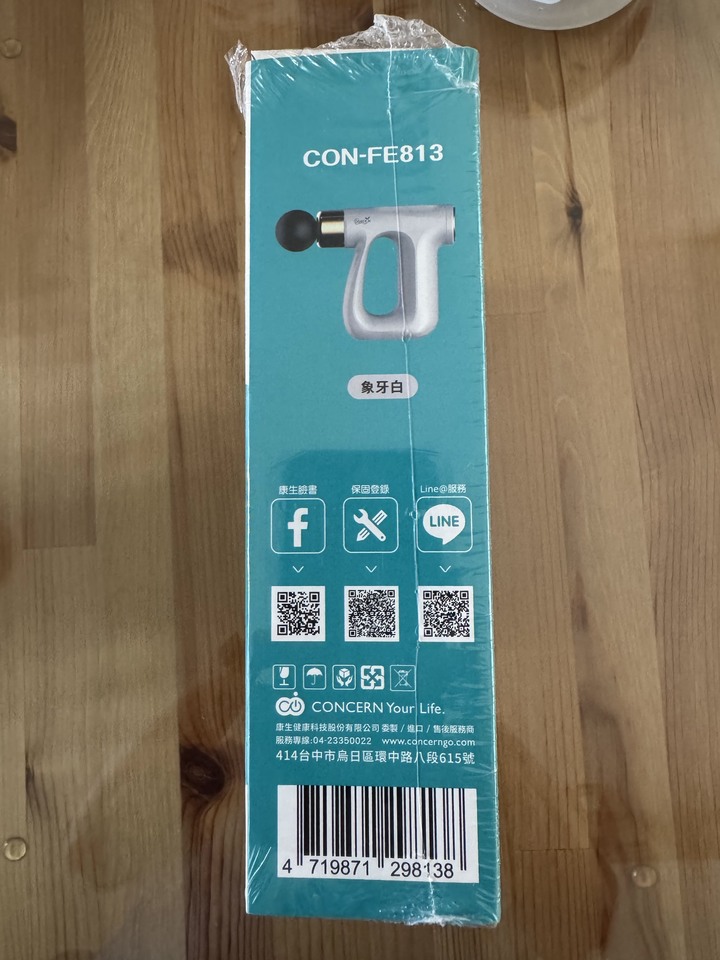 CON-FE813
象牙白
康生臉書 保固登錄 Line@服務
LINE
CONCERN Your Life.
康生健康科技股份有限公司 委製 / 進口 / 售後服務商
服務專線:04-23350022 www.concerngo.com
414台中市烏日區環中路八段615號
4 719871 298138